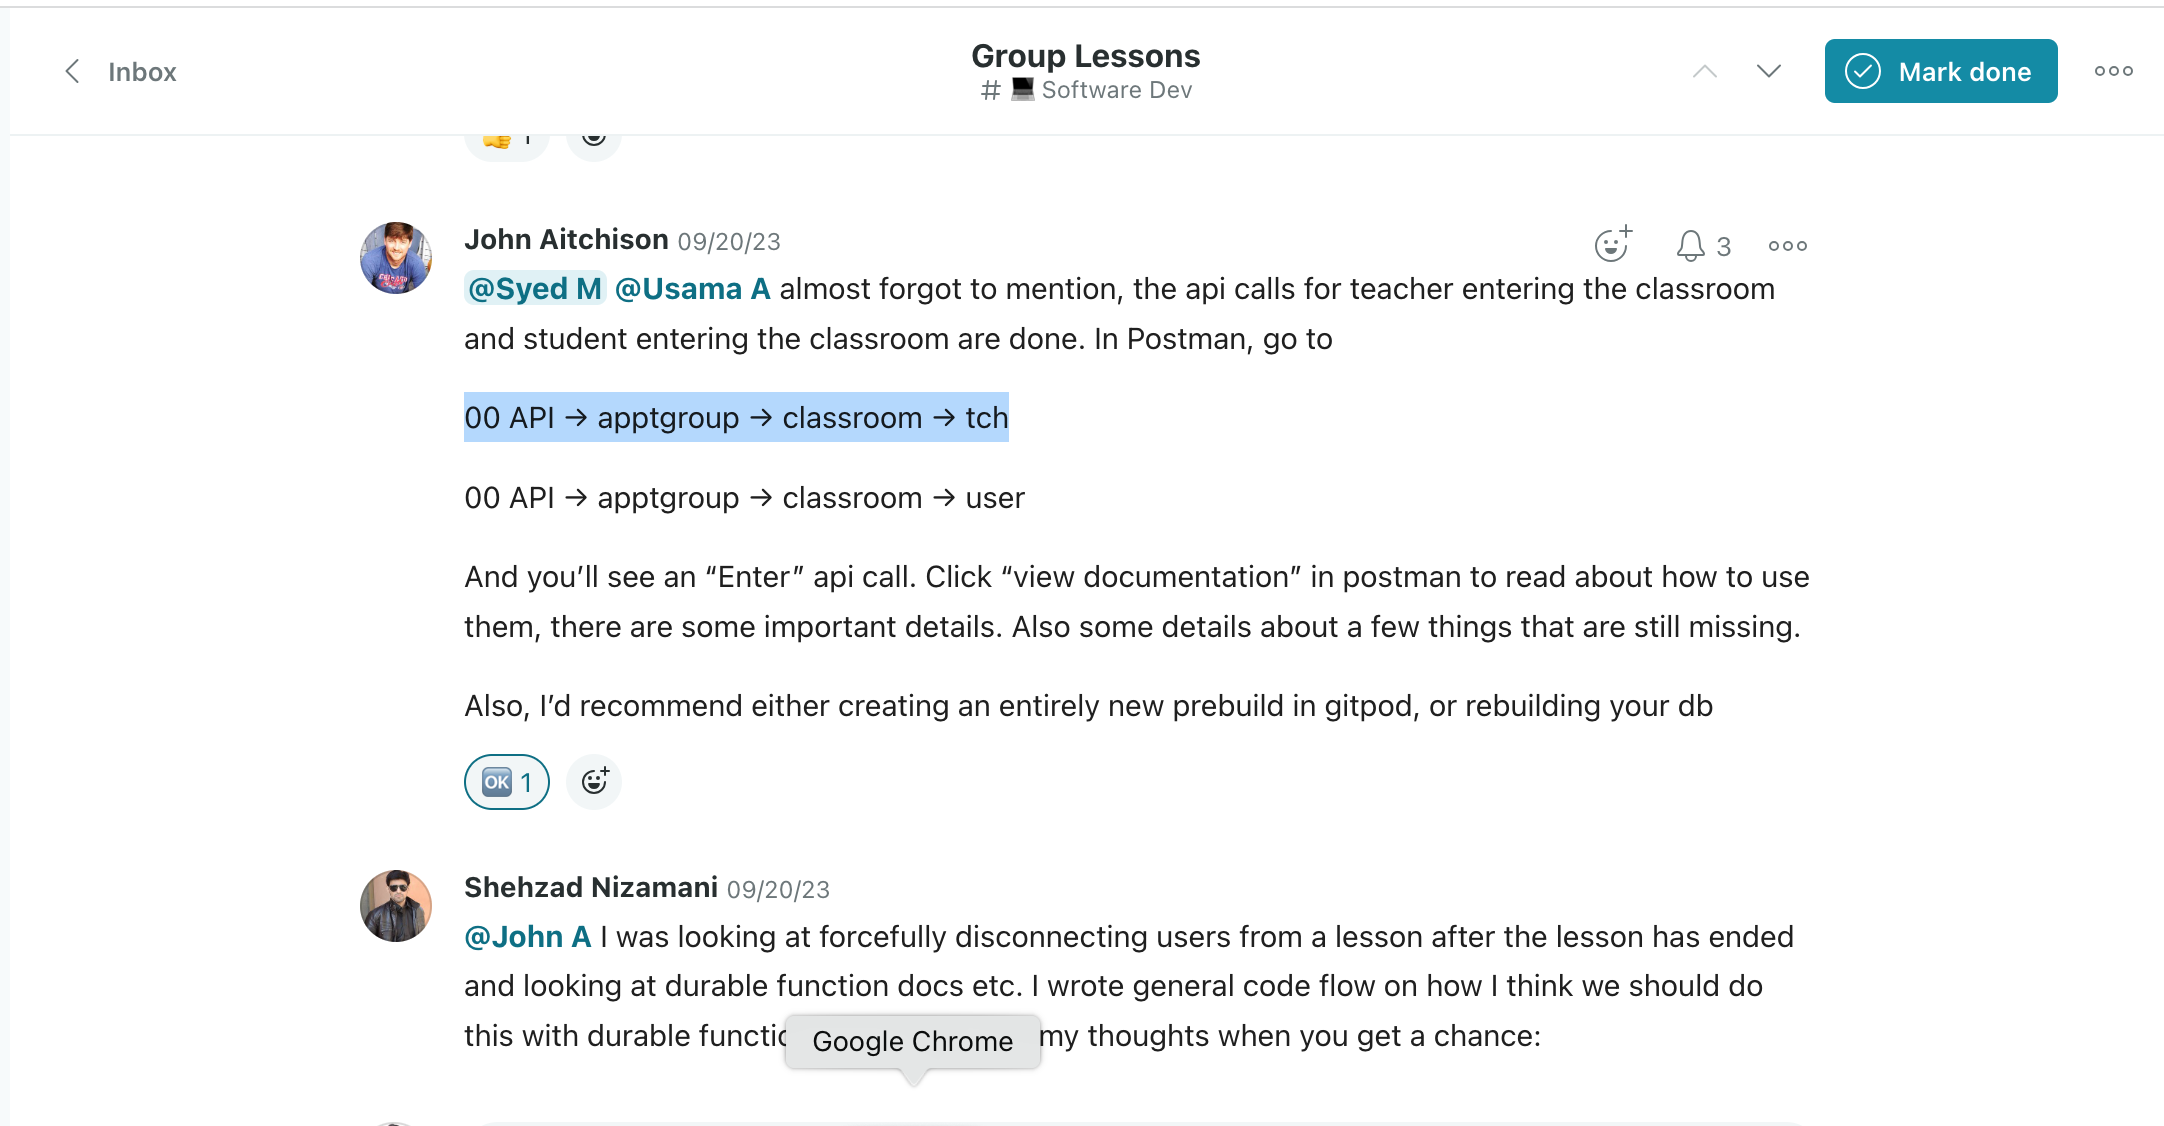 Inbox
Group Lessons
# 💻 Software Dev
Mark done
👍 1
John Aitchison 09/20/23
3
@Syed M @Usama A almost forgot to mention, the api calls for teacher entering the classroom
and student entering the classroom are done. In Postman, go to
00 API → apptgroup → classroom → tch
00 API → apptgroup → classroom → user
And you’ll see an “Enter” api call. Click “view documentation” in postman to read about how to use
them, there are some important details. Also some details about a few things that are still missing.
Also, I’d recommend either creating an entirely new prebuild in gitpod, or rebuilding your db
OK 1
Shehzad Nizamani 09/20/23
@John A I was looking at forcefully disconnecting users from a lesson after the lesson has ended
and looking at durable function docs etc. I wrote general code flow on how I think we should do
this with durable my thoughts when you get a chance:
Google Chrome